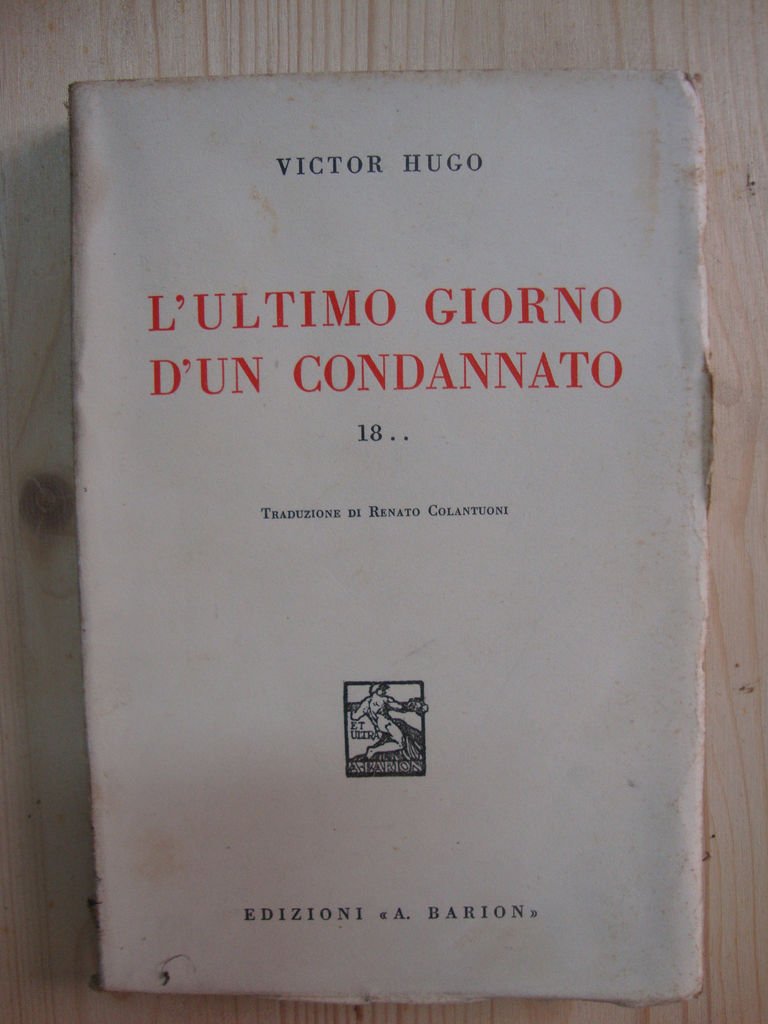 VICTOR HUGO
L'ULTIMO GIORNO
D'UN CONDANNATO
18 . .
TRADUZIONE DI RENATO COLANTUONI
ET
ULTRA
A. BARION
EDIZIONI «A. BARION»